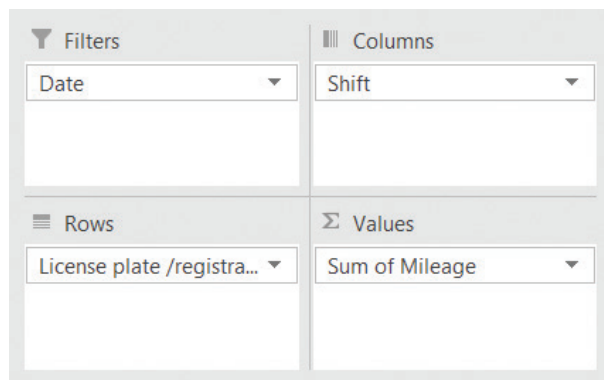 Filters
Columns
Date
Shift
Rows
Σ Values
License plate /registra...
Sum of Mileage